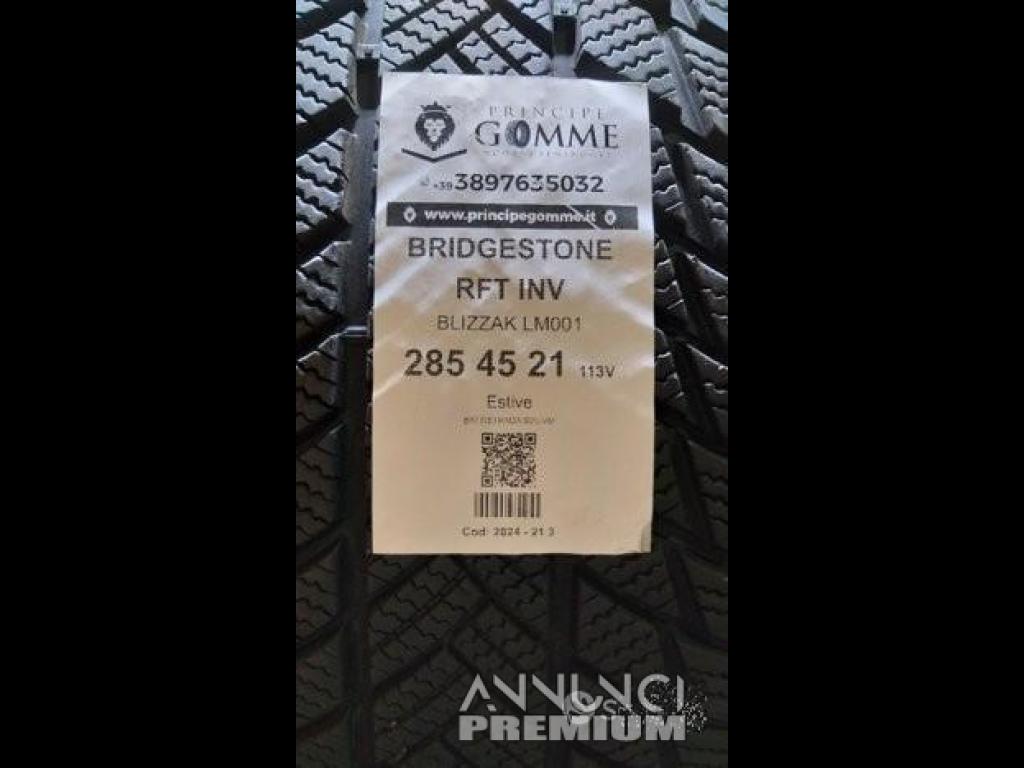 PRINCIPE
GOMME
+39 3897635032
www.principegomme.it
BRIDGESTONE
RFT INV
BLIZZAK LM001
285 45 21 113V
Estive
Cod: 2024 - 21 3
ANNUNCI
PREMIUM